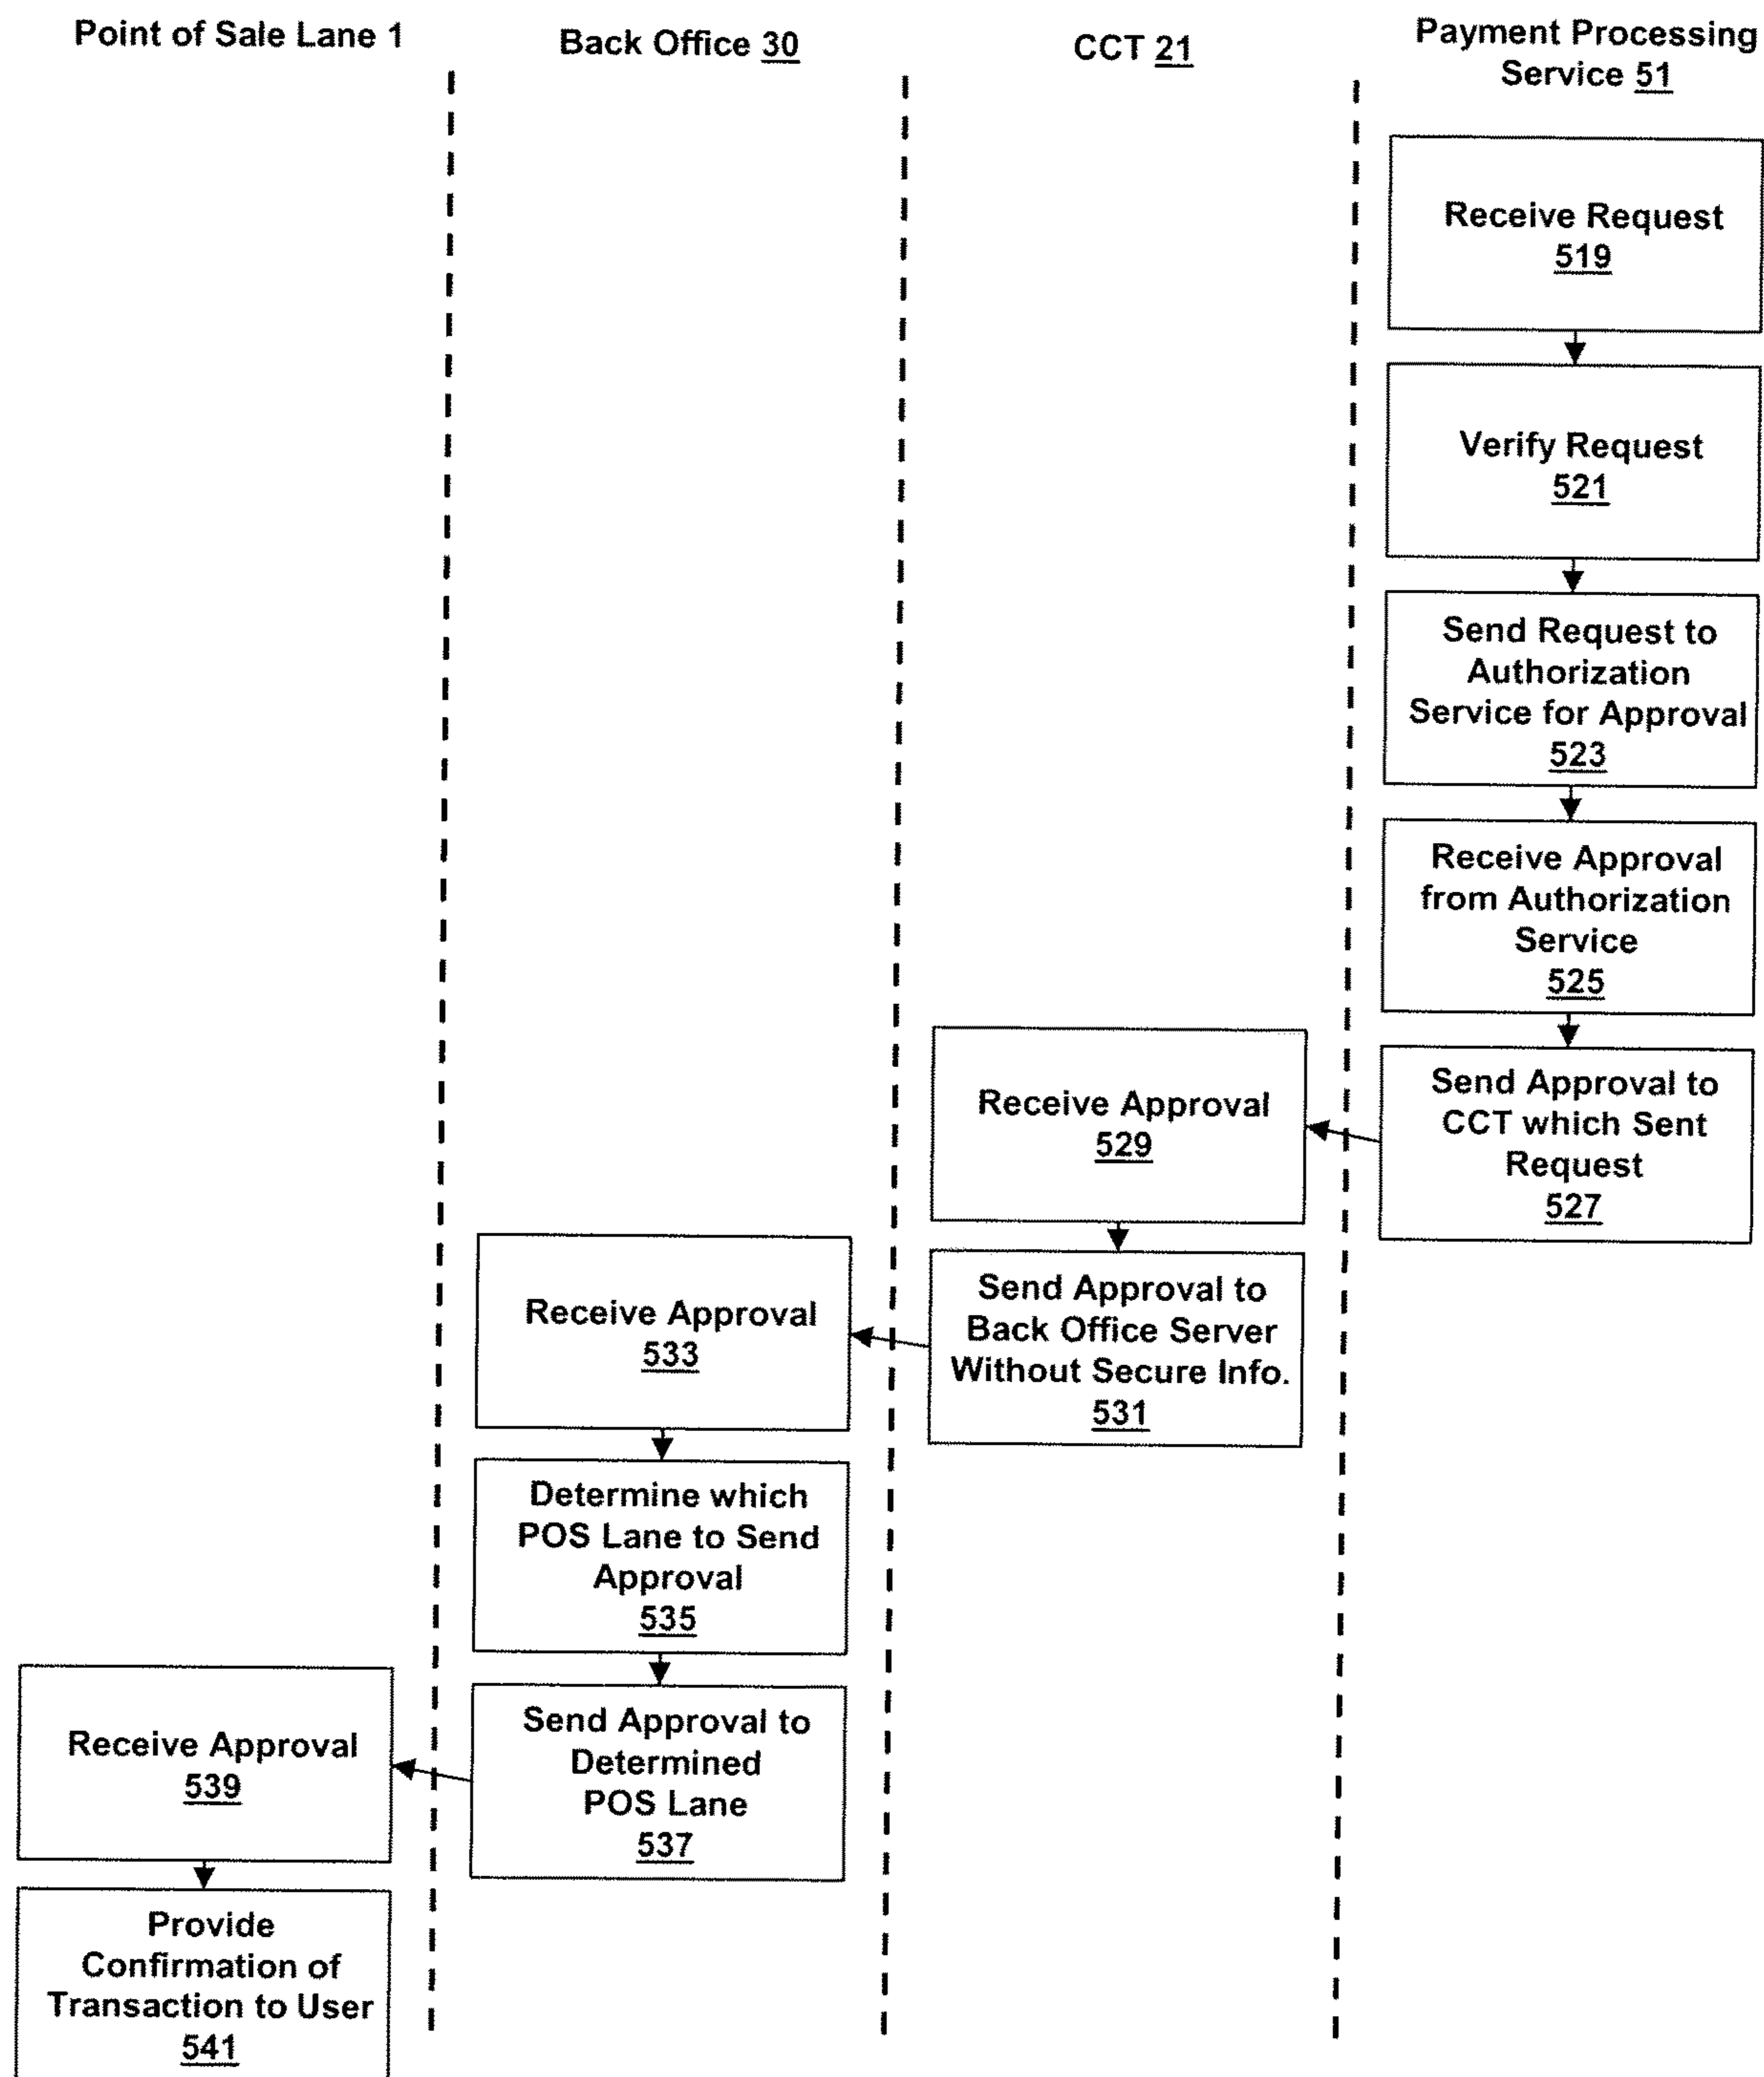 Point of Sale Lane 1
Back Office 30
CCT 21
Payment Processing
Service 51
Receive Request
519
Verify Request
521
Send Request to
Authorization
Service for Approval
523
Receive Approval
from Authorization
Service
525
Send Approval to
CCT which Sent
Request
527
Receive Approval
529
Send Approval to
Back Office Server
Without Secure Info.
531
Receive Approval
533
Determine which
POS Lane to Send
Approval
535
Send Approval to
Determined
POS Lane
537
Receive Approval
539
Provide
Confirmation of
Transaction to User
541